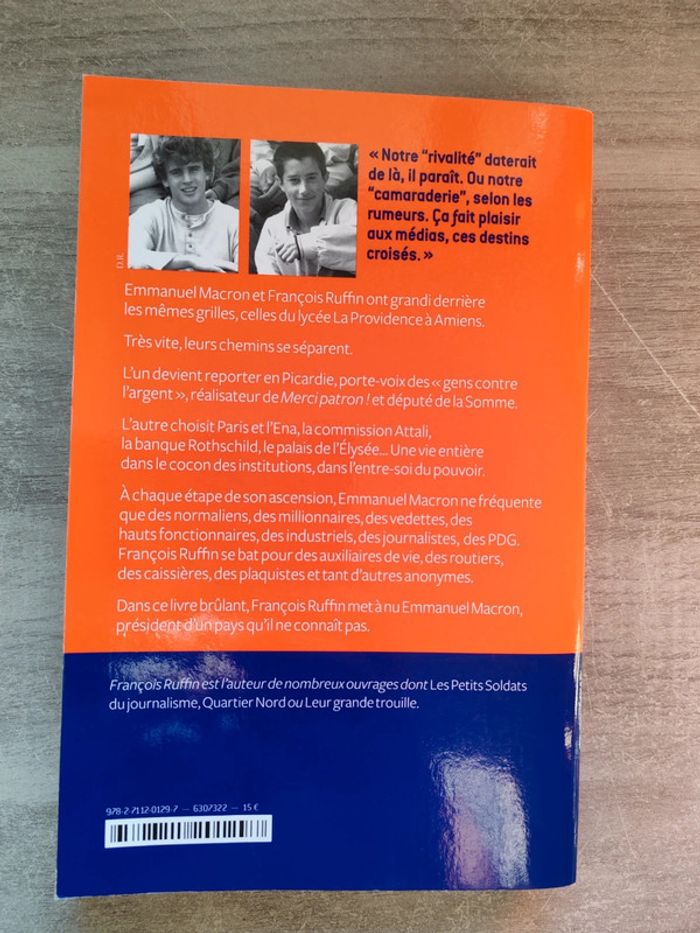 « Notre "rivalité" daterait
de là, il paraît. Ou notre
"camaraderie", selon les
rumeurs. Ça fait plaisir
aux médias, ces destins
croisés. »
D.R.
Emmanuel Macron et François Ruffin ont grandi derrière
les mêmes grilles, celles du lycée La Providence à Amiens.
Très vite, leurs chemins se séparent.
L'un devient reporter en Picardie, porte-voix des « gens contre
l'argent », réalisateur de Merci patron ! et député de la Somme.
L'autre choisit Paris et l'Ena, la commission Attali,
la banque Rothschild, le palais de l'Élysée... Une vie entière
dans le cocon des institutions, dans l'entre-soi du pouvoir.
À chaque étape de son ascension, Emmanuel Macron ne fréquente
que des normaliens, des millionnaires, des vedettes, des
hauts fonctionnaires, des industriels, des journalistes, des PDG.
François Ruffin se bat pour des auxiliaires de vie, des routiers,
des caissières, des plaquistes et tant d'autres anonymes.
Dans ce livre brûlant, François Ruffin met à nu Emmanuel Macron,
président d'un pays qu'il ne connaît pas.
François Ruffin est l'auteur de nombreux ouvrages dont Les Petits Soldats
du journalisme, Quartier Nord ou Leur grande trouille.
978-2-7112-0129-7 — 6307322 — 15 €